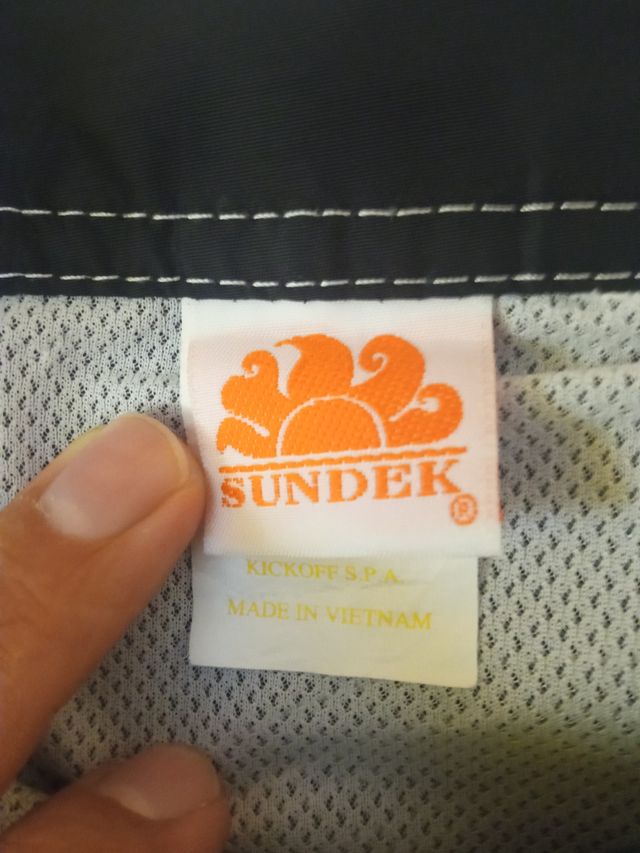 SUNDEK
®
KICKOFF S.P.A.
MADE IN VIETNAM